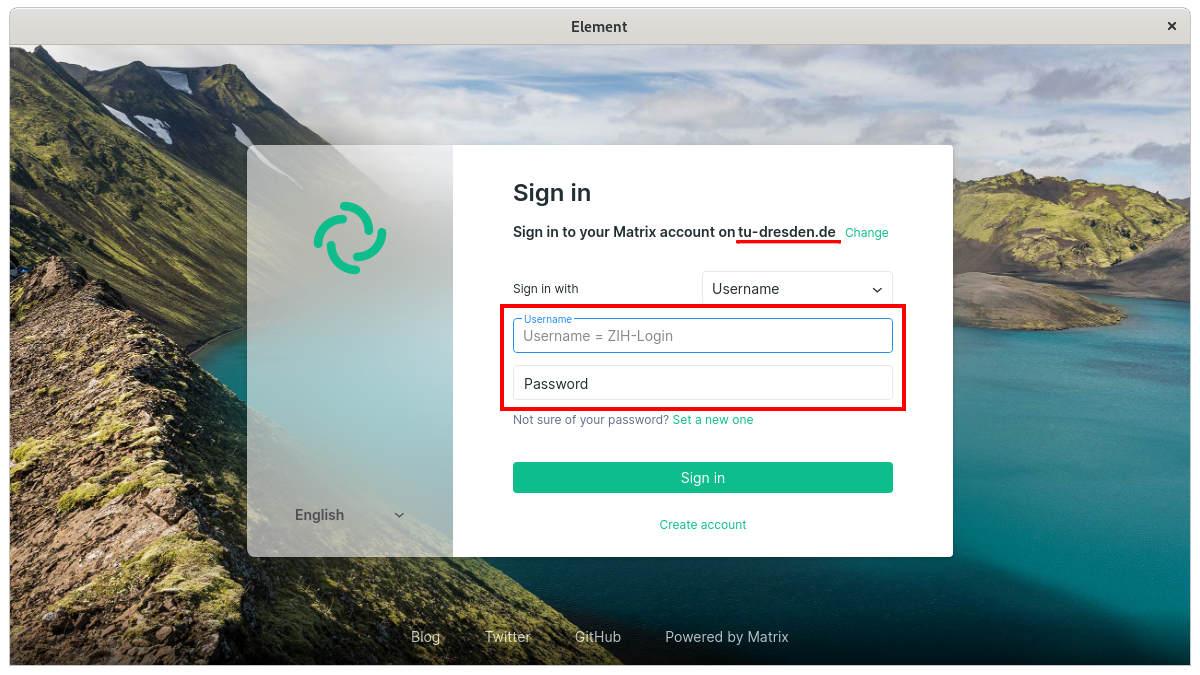 Element
Sign in
Sign in to your Matrix account on tu-dresden.de Change
Sign in with Username
Username
Username = ZIH-Login
Password
Not sure of your password? Set a new one
Sign in
English
Create account
Blog Twitter GitHub Powered by Matrix